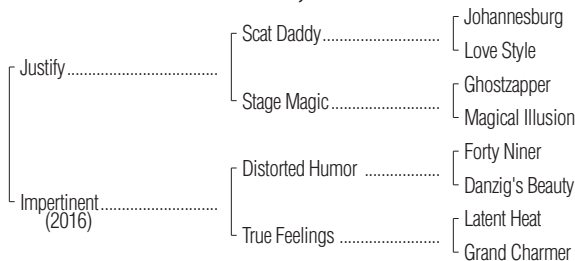 Johannesburg
Scat Daddy
Love Style
Justify
Ghostzapper
Stage Magic
Magical Illusion
Forty Niner
Distorted Humor
Danzig's Beauty
Impertinent
(2016)
Latent Heat
True Feelings
Grand Charmer